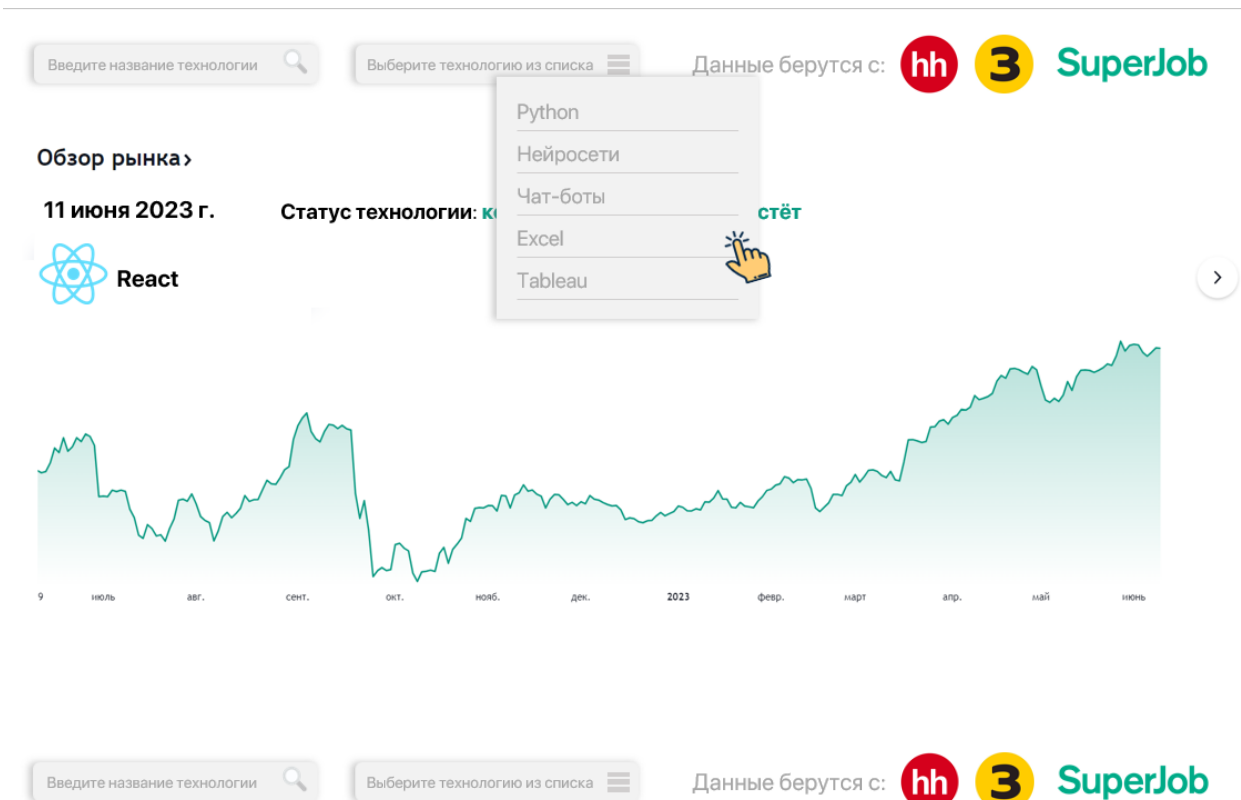 Введите название технологии
Выберите технологию из списка
Данные берутся с: hh З SuperJob
Python
Нейросети
Чат-боты
Excel
Tableau
Обзор рынка›
11 июня 2023 г.
Статус технологии: стёт
React
9 июль авг. сент. окт. нояб. дек. 2023 февр. март апр. май июнь
Введите название технологии
Выберите технологию из списка
Данные берутся с: hh З SuperJob